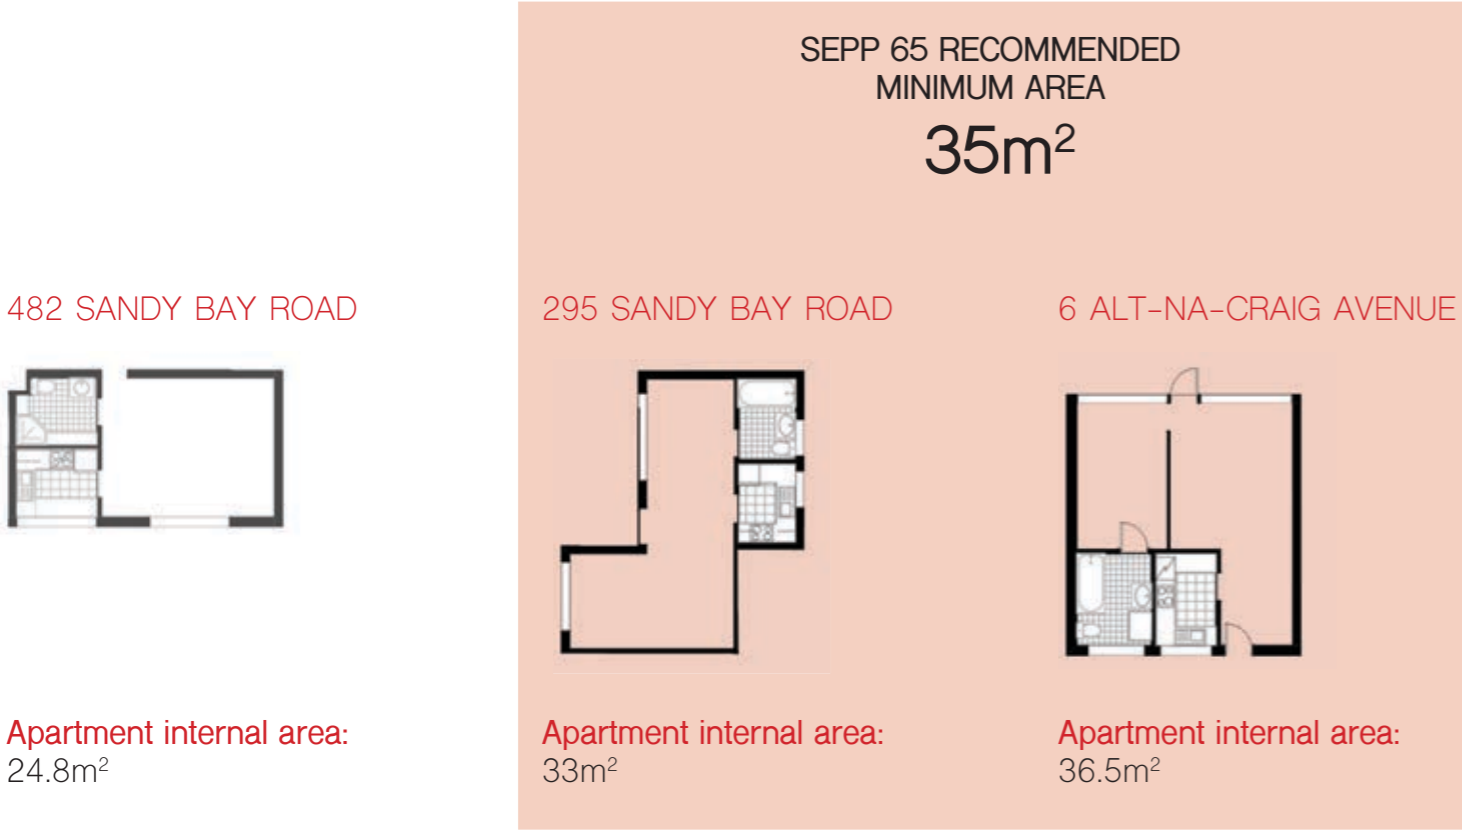 SEPP 65 RECOMMENDED
MINIMUM AREA
35m²
482 SANDY BAY ROAD
295 SANDY BAY ROAD
6 ALT-NA-CRAIG AVENUE
Apartment internal area:
24.8m²
Apartment internal area:
33m²
Apartment internal area:
36.5m²